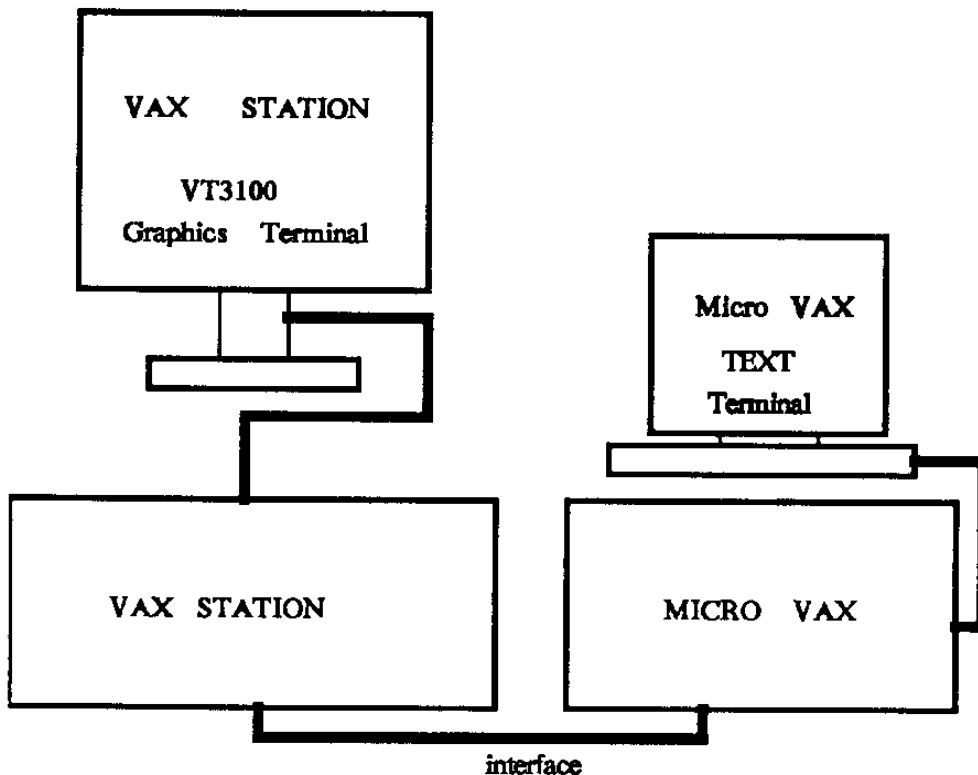 VAX STATION
VT3100
Graphics Terminal
Micro VAX
TEXT
Terminal
VAX STATION
MICRO VAX
interface